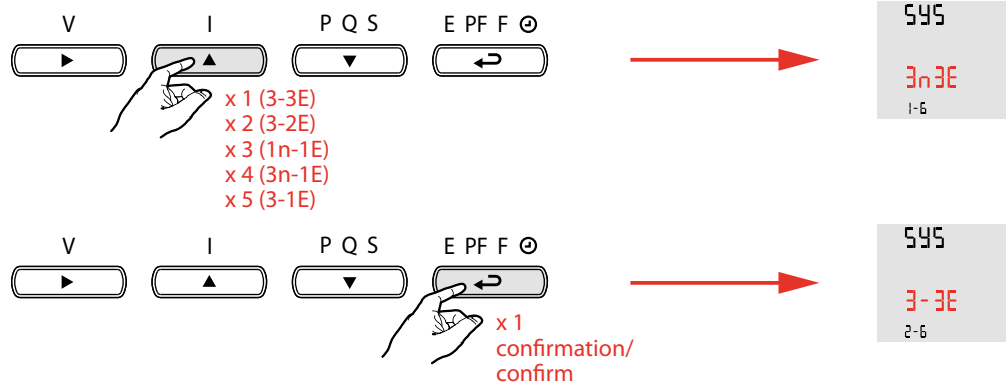 V I P Q S E PF F
SYS
3n3E
1-6
x 1 (3-3E)
x 2 (3-2E)
x 3 (1n-1E)
x 4 (3n-1E)
x 5 (3-1E)
V I P Q S E PF F
SYS
3-3E
2-6
x 1
confirmation/
confirm